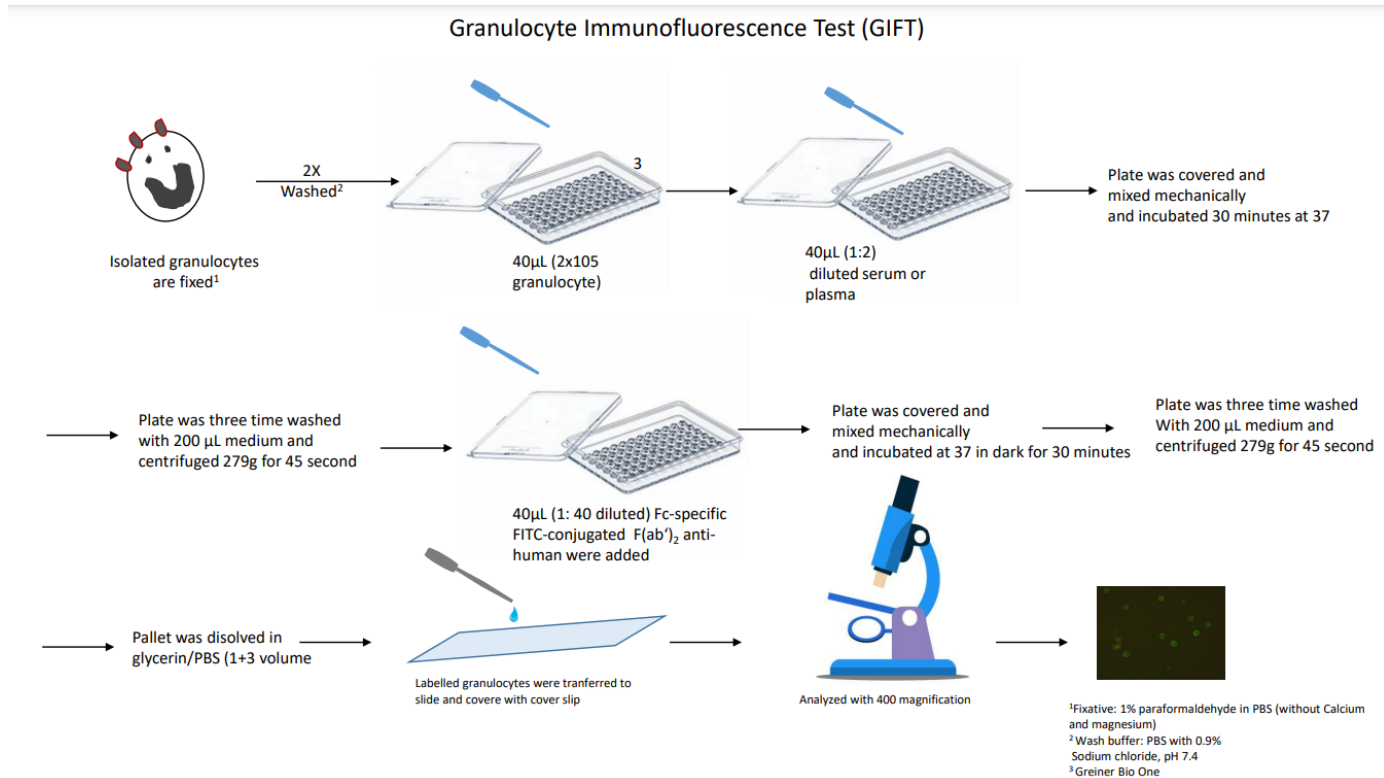 Granulocyte Immunofluorescence Test (GIFT)
2X
Washed²
3
Isolated granulocytes
are fixed¹
40µL (2x105
granulocyte)
40µL (1:2)
diluted serum or
plasma
Plate was covered and
mixed mechanically
and incubated 30 minutes at 37
Plate was three time washed
with 200 µL medium and
centrifuged 279g for 45 second
40µL (1: 40 diluted) Fc-specific
FITC-conjugated F(ab‘)₂ anti-
human were added
Plate was covered and
mixed mechanically
and incubated at 37 in dark for 30 minutes
Plate was three time washed
With 200 µL medium and
centrifuged 279g for 45 second
Pallet was disolved in
glycerin/PBS (1+3 volume
Labelled granulocytes were tranferred to
slide and covere with cover slip
Analyzed with 400 magnification
¹Fixative: 1% paraformaldehyde in PBS (without Calcium
and magnesium)
² Wash buffer: PBS with 0.9%
Sodium chloride, pH 7.4
³ Greiner Bio One